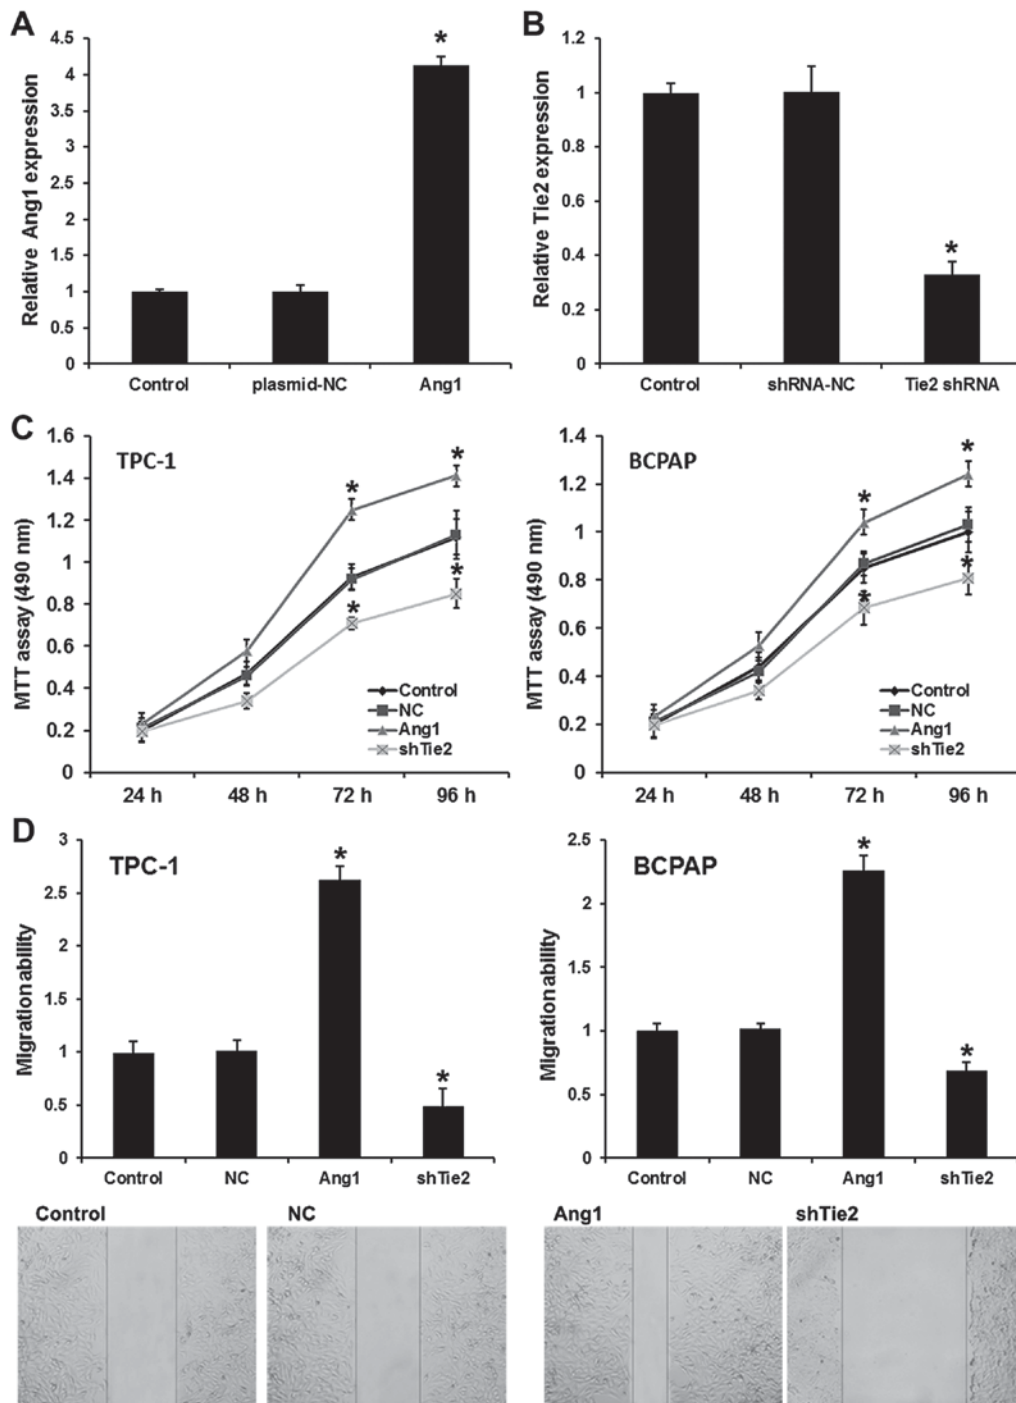 A
B
Relative Ang1 expression
4.5
4
3.5
3
2.5
2
1.5
1
0.5
0
*
Control
plasmid-NC
Ang1
Relative Tie2 expression
1.2
1
0.8
0.6
0.4
0.2
0
*
Control
shRNA-NC
Tie2 shRNA
C
TPC-1
MTT assay (490 nm)
1.6
1.4
1.2
1
0.8
0.6
0.4
0.2
0
*
*
*
*
Control
NC
Ang1
shTie2
24 h
48 h
72 h
96 h
BCPAP
MTT assay (490 nm)
1.4
1.2
1
0.8
0.6
0.4
0.2
0
*
*
*
*
Control
NC
Ang1
shTie2
24 h
48 h
72 h
96 h
D
TPC-1
Migrationability
3
2.5
2
1.5
1
0.5
0
*
*
Control
NC
Ang1
shTie2
BCPAP
Migrationability
2.5
2
1.5
1
0.5
0
*
*
Control
NC
Ang1
shTie2
Control
NC
Ang1
shTie2